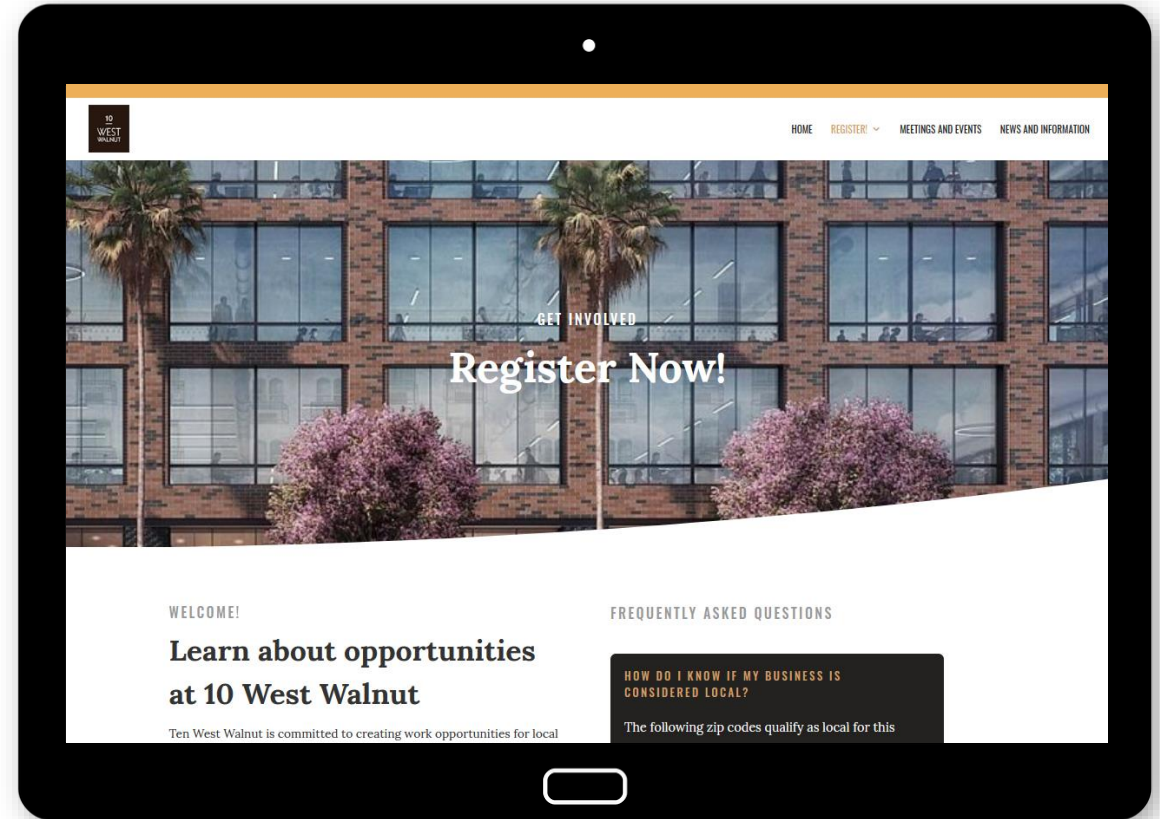 10
WEST
WALNUT
HOME
REGISTER!
MEETINGS AND EVENTS
NEWS AND INFORMATION
GET INVOLVED
Register Now!
WELCOME!
Learn about opportunities
at 10 West Walnut
Ten West Walnut is committed to creating work opportunities for local
FREQUENTLY ASKED QUESTIONS
HOW DO I KNOW IF MY BUSINESS IS
CONSIDERED LOCAL?
The following zip codes qualify as local for this